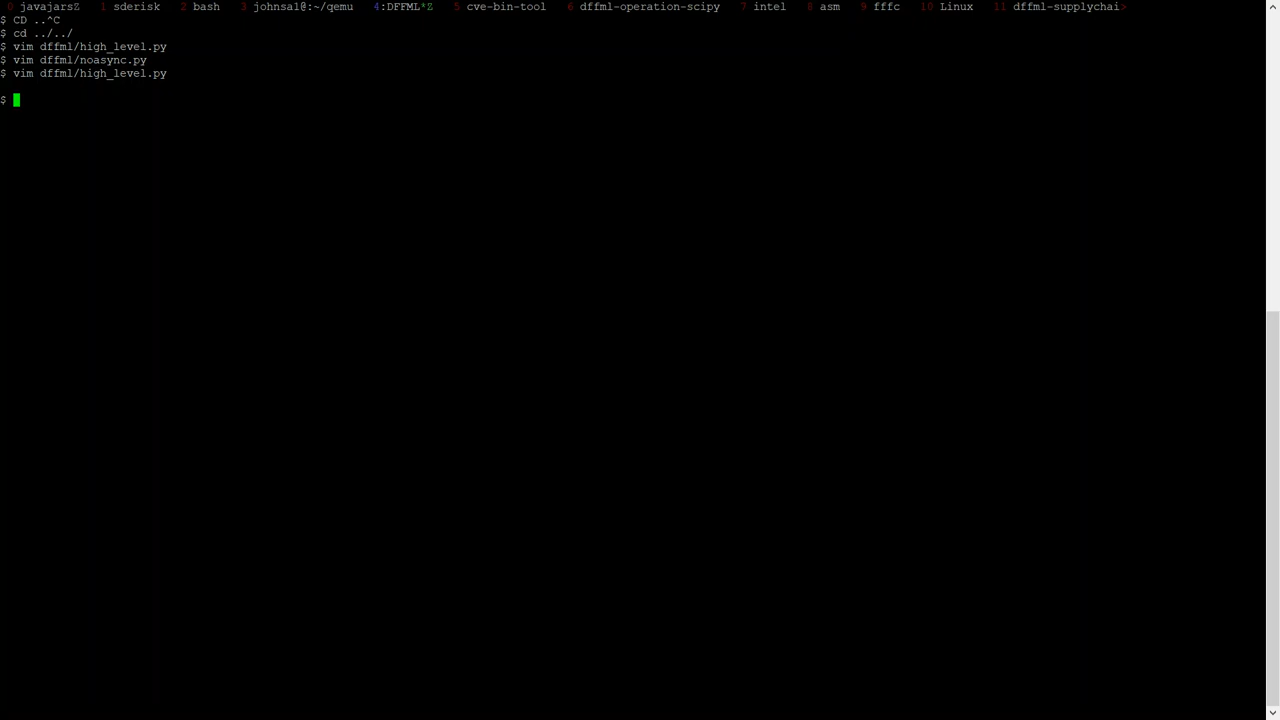 0 javajarsZ 1 sderisk 2 bash 3 johnsal@:~/qemu 4:DFFML*Z 5 cve-bin-tool 6 dffml-operation-scipy 7 intel 8 asm 9 fffc 10 Linux 11 dffml-supplychai>
$ CD ..^C
$ cd ../../
$ vim dffml/high_level.py
$ vim dffml/noasync.py
$ vim dffml/high_level.py
$